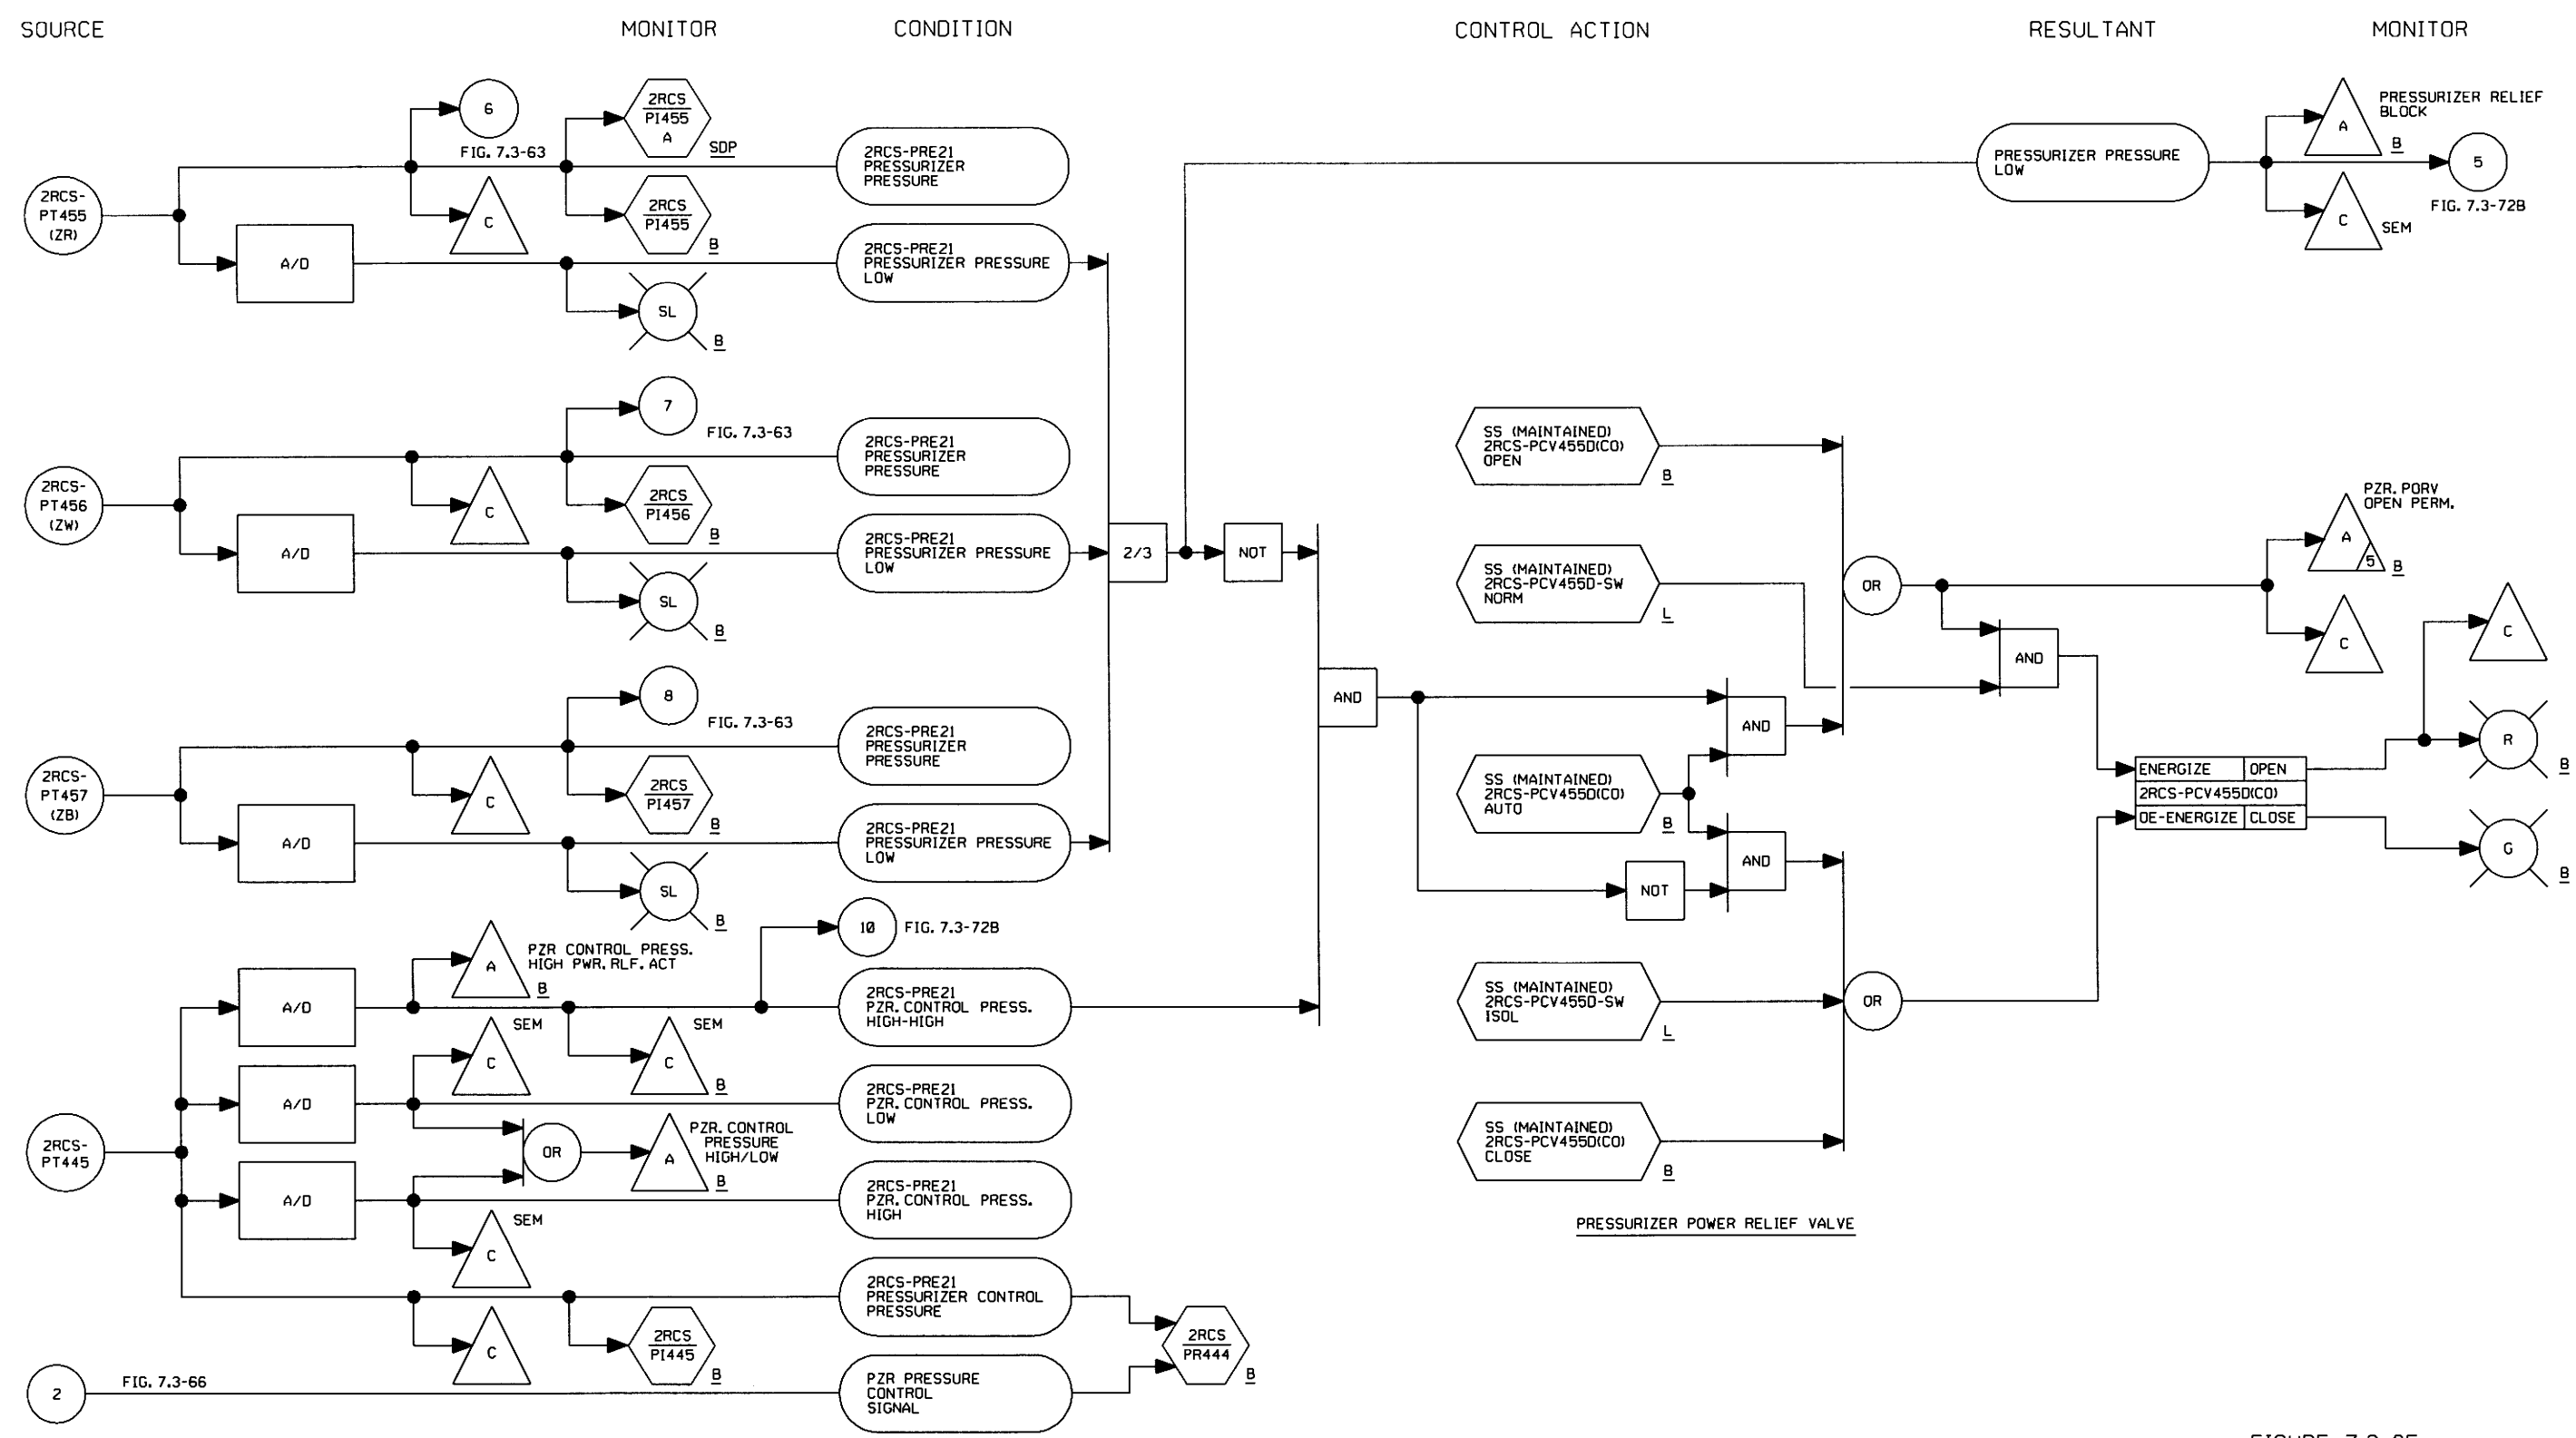 SOURCE
MONITOR
CONDITION
CONTROL ACTION
RESULTANT
MONITOR
2RCS-
PT455
(ZR)
A/D
6
FIG. 7.3-63
C
2RCS
PI455
A
SDP
2RCS
PI455
B
SL
B
2RCS-PRE21
PRESSURIZER
PRESSURE
2RCS-PRE21
PRESSURIZER PRESSURE
LOW
PRESSURIZER PRESSURE
LOW
A
PRESSURIZER RELIEF
BLOCK
B
5
FIG. 7.3-72B
C
SEM
2RCS-
PT456
(ZW)
A/D
7
FIG. 7.3-63
C
2RCS
PI456
B
SL
B
2RCS-PRE21
PRESSURIZER
PRESSURE
2RCS-PRE21
PRESSURIZER PRESSURE
LOW
2/3
NOT
2RCS-
PT457
(ZB)
A/D
8
FIG. 7.3-63
C
2RCS
PI457
B
SL
B
2RCS-PRE21
PRESSURIZER
PRESSURE
2RCS-PRE21
PRESSURIZER PRESSURE
LOW
AND
SS (MAINTAINED)
2RCS-PCV455D(CO)
OPEN
B
SS (MAINTAINED)
2RCS-PCV455D-SW
NORM
L
SS (MAINTAINED)
2RCS-PCV455D(CO)
AUTO
B
NOT
AND
AND
SS (MAINTAINED)
2RCS-PCV455D-SW
ISOL
L
SS (MAINTAINED)
2RCS-PCV455D(CO)
CLOSE
B
OR
OR
AND
PZR. PORV
OPEN PERM.
A
5
B
C
C
ENERGIZE OPEN
2RCS-PCV455D(CO)
DE-ENERGIZE CLOSE
R
B
G
B
PRESSURIZER POWER RELIEF VALVE
2RCS-
PT445
A/D
A/D
A/D
A
PZR CONTROL PRESS.
HIGH PWR. RLF. ACT
B
10
FIG. 7.3-72B
C
SEM
C
SEM
B
OR
A
PZR. CONTROL
PRESSURE
HIGH/LOW
B
C
SEM
C
2RCS
PI445
B
2RCS-PRE21
PZR. CONTROL PRESS.
HIGH-HIGH
2RCS-PRE21
PZR. CONTROL PRESS.
LOW
2RCS-PRE21
PZR. CONTROL PRESS.
HIGH
2RCS-PRE21
PRESSURIZER CONTROL
PRESSURE
2RCS
PR444
B
2
FIG. 7.3-66
PZR PRESSURE
CONTROL
SIGNAL